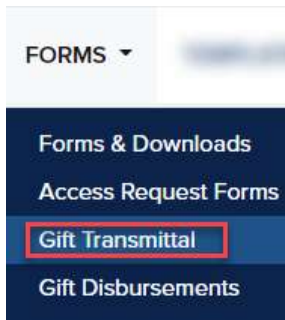 FORMS
Forms & Downloads
Access Request Forms
Gift Transmittal
Gift Disbursements